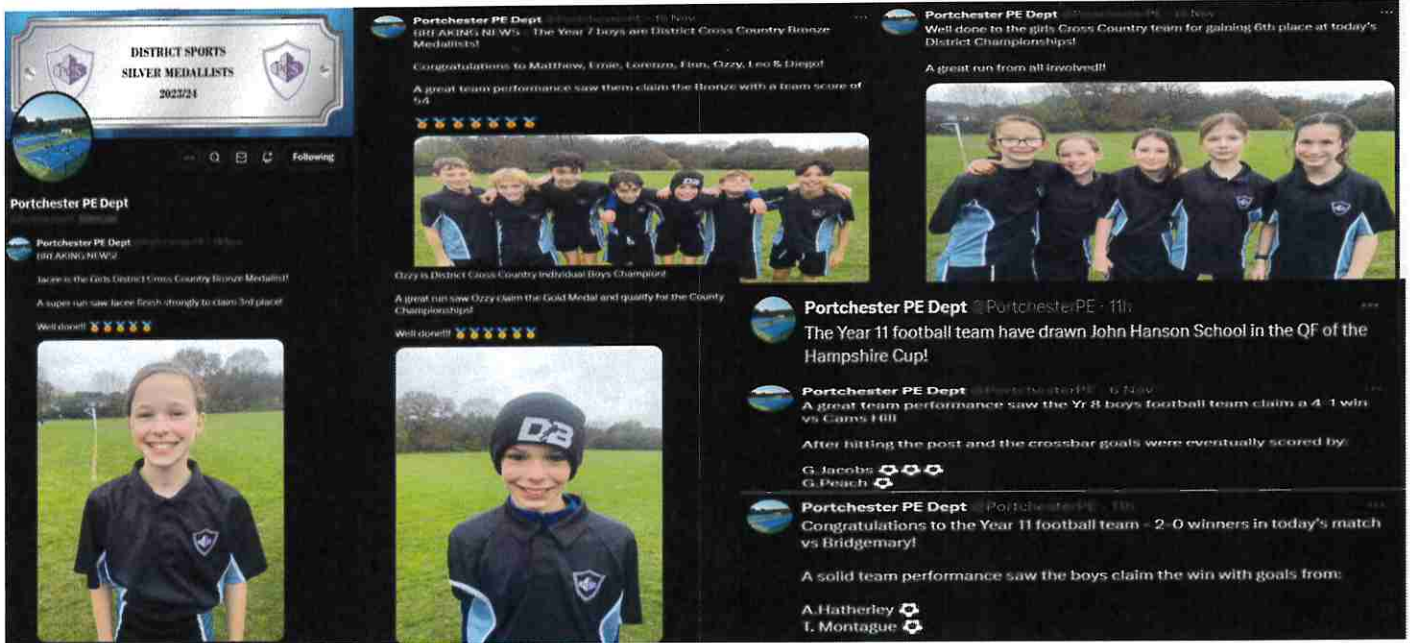 DISTRICT SPORTS
SILVER MEDALLISTS
2023/24
Following
Portchester PE Dept
Portchester PE Dept
BREAKING NEWS!
Jacee is the Girls District Cross Country Bronze Medalist!
A super run saw Jacee finish strongly to claim 3rd place!
Well done!!
Portchester PE Dept
BREAKING NEWS - The Year 7 boys are District Cross Country Bronze
Medallists!
Congratulations to Matthew, Ernie, Lorenzo, Finn, Ozzy, Leo & Diego!
A great team performance saw them claim the Bronze with a team score of
54
Ozzy is District Cross Country Individual Boys Champion!
A great run saw Ozzy claim the Gold Medal and qualify for the County
Championships!
Well done!!
DB
Portchester PE Dept
Well done to the girls Cross Country team for gaining 6th place at today's
District Championships!
A great run from all involved!!
Portchester PE Dept @PortchesterPE · 11h
The Year 11 football team have drawn John Hanson School in the QF of the
Hampshire Cup!
Portchester PE Dept @PortchesterPE · 6 Nov
A great team performance saw the Yr 8 boys football team claim a 4-1 win
vs Cams Hill
After hitting the post and the crossbar goals were eventually scored by:
G. Jacobs ⚽⚽⚽
G.Peach ⚽
Portchester PE Dept @PortchesterPE · 11h
Congratulations to the Year 11 football team - 2-0 winners in today's match
vs Bridgemary!
A solid team performance saw the boys claim the win with goals from:
A.Hatherley ⚽
T. Montague ⚽